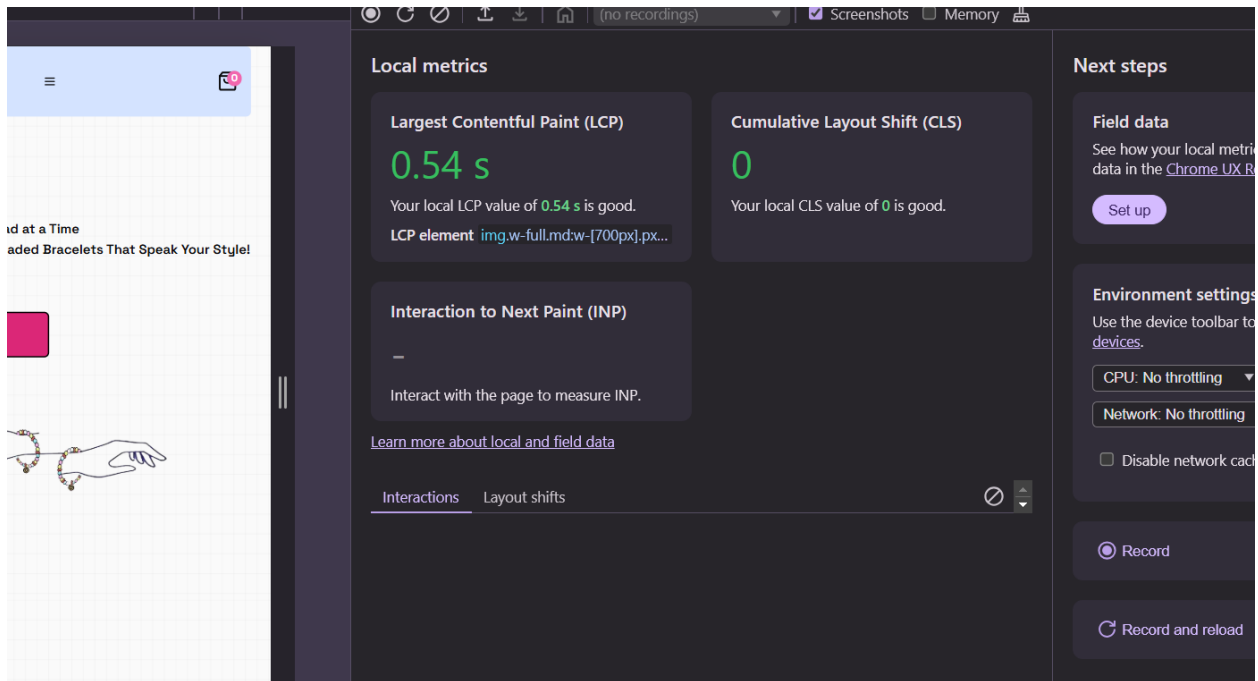 (no recordings)
Screenshots
Memory
0
ad at a Time
aded Bracelets That Speak Your Style!
Local metrics
Largest Contentful Paint (LCP)
0.54 s
Your local LCP value of 0.54 s is good.
LCP element img.w-full.md:w-[700px].px...
Cumulative Layout Shift (CLS)
0
Your local CLS value of 0 is good.
Interaction to Next Paint (INP)
-
Interact with the page to measure INP.
Learn more about local and field data
Interactions
Layout shifts
Next steps
Field data
See how your local metric
data in the Chrome UX R
Set up
Environment settings
Use the device toolbar to
devices.
CPU: No throttling
Network: No throttling
Disable network cach
Record
Record and reload